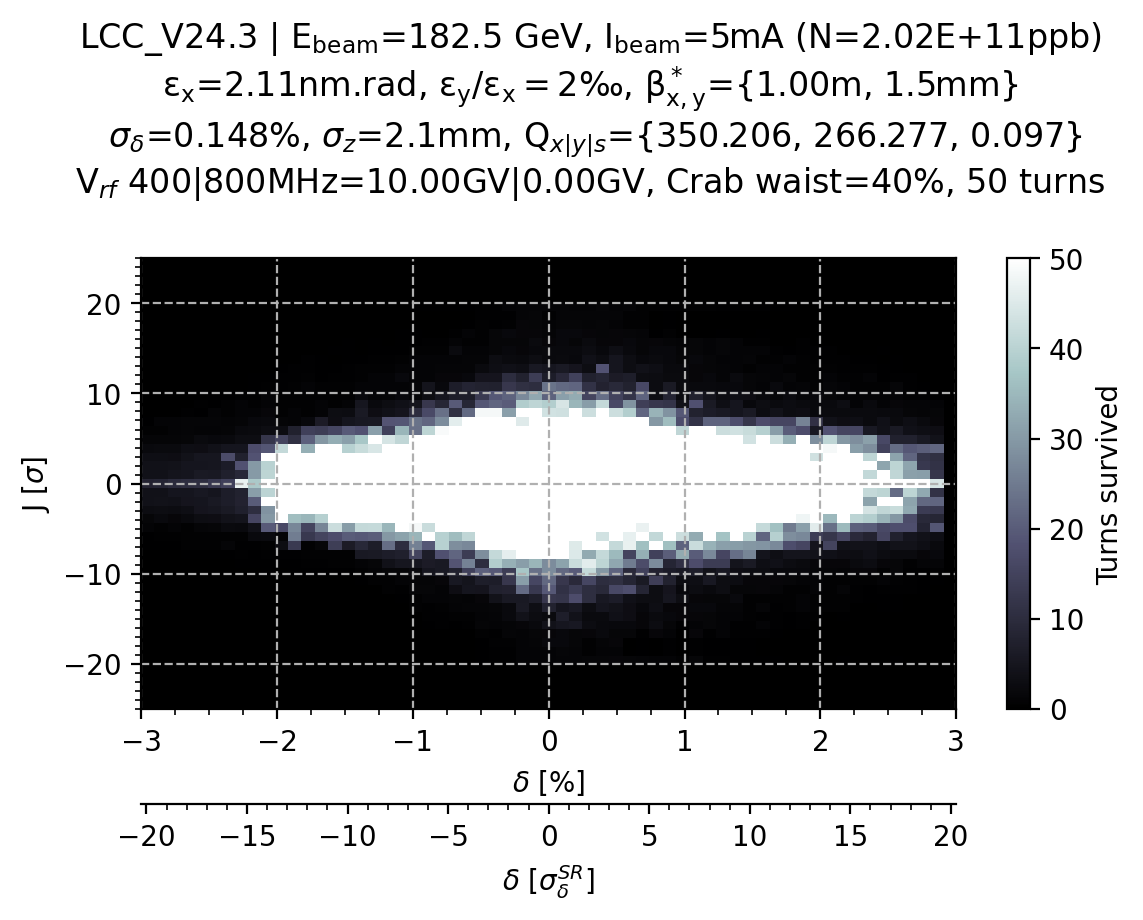 LCC_V24.3 | E_beam=182.5 GeV, I_beam=5mA (N=2.02E+11ppb)
ε_x=2.11nm.rad, ε_y/ε_x = 2‰, β*_x,y={1.00m, 1.5mm}
σ_δ=0.148%, σ_z=2.1mm, Q_x|y|s={350.206, 266.277, 0.097}
V_rf 400|800MHz=10.00GV|0.00GV, Crab waist=40%, 50 turns
J [σ]
20
10
0
−10
−20
−3 −2 −1 0 1 2 3
δ [%]
−20 −15 −10 −5 0 5 10 15 20
δ [σ_δ^SR]
50
40
30
20
10
0
Turns survived